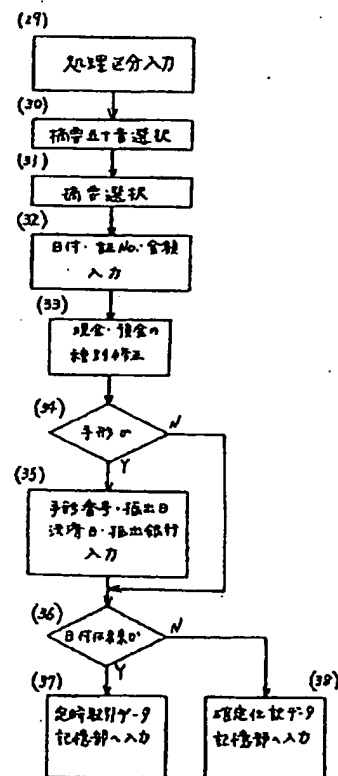 (29)
処理区分入力
(30)
摘要五十音選択
(31)
摘要選択
(32)
日付・証No.・金額
入力
(33)
現金・預金の
種別修正
(34)
手形か
N
Y
(35)
手形番号・振出日
決済日・振出銀行
入力
(36)
日付は未来か
N
Y
(37)
定時取引データ
記憶部へ入力
(38)
確定仕訳データ
記憶部へ入力